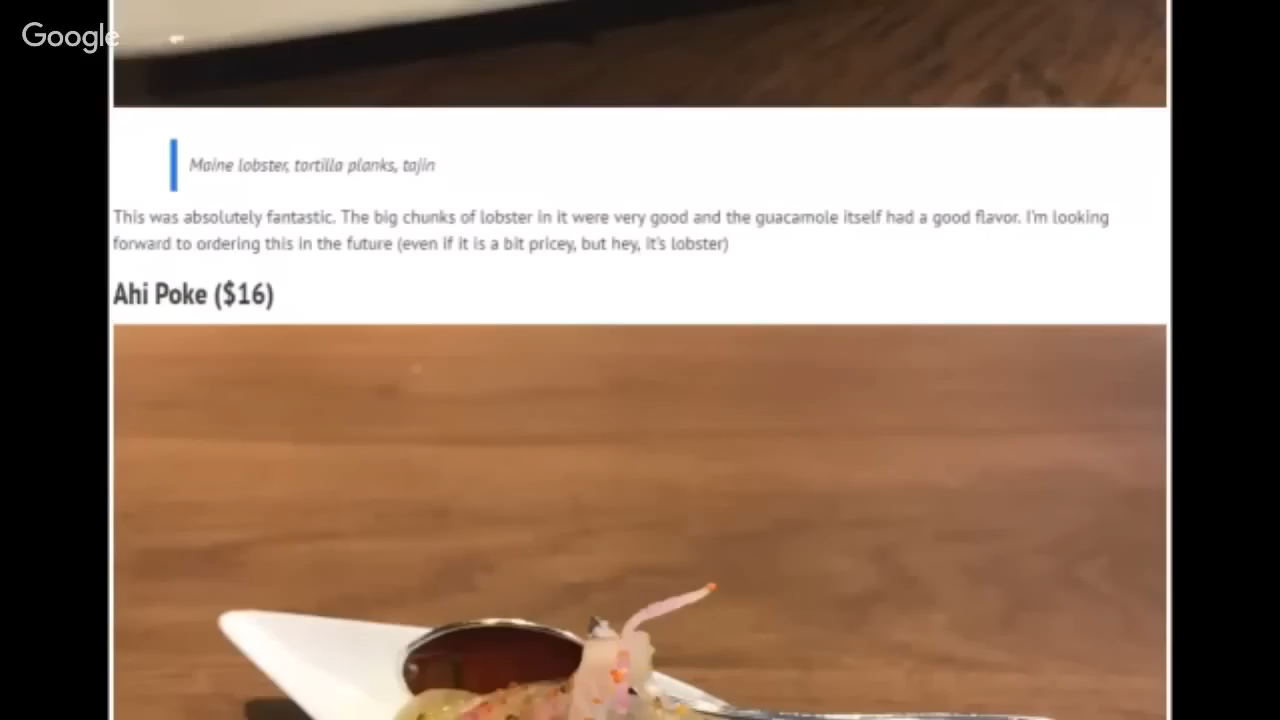 Google
Maine lobster, tortilla planks, tajin
This was absolutely fantastic. The big chunks of lobster in it were very good and the guacamole itself had a good flavor. I'm looking
forward to ordering this in the future (even if it is a bit pricey, but hey, it's lobster)
Ahi Poke ($16)